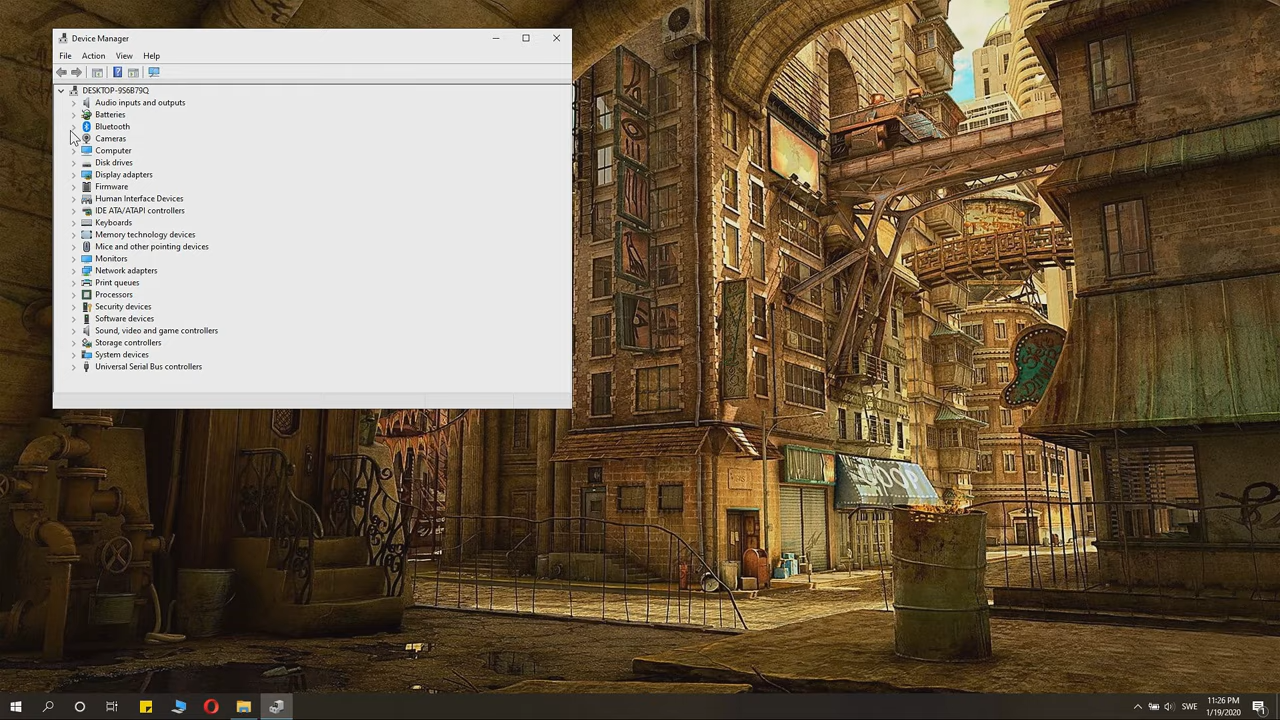 Device Manager
File Action View Help
DESKTOP-9S6B79Q
Audio inputs and outputs
Batteries
Bluetooth
Cameras
Computer
Disk drives
Display adapters
Firmware
Human Interface Devices
IDE ATA/ATAPI controllers
Keyboards
Memory technology devices
Mice and other pointing devices
Monitors
Network adapters
Print queues
Processors
Security devices
Software devices
Sound, video and game controllers
Storage controllers
System devices
Universal Serial Bus controllers
SWE
11:26 PM
1/19/2020